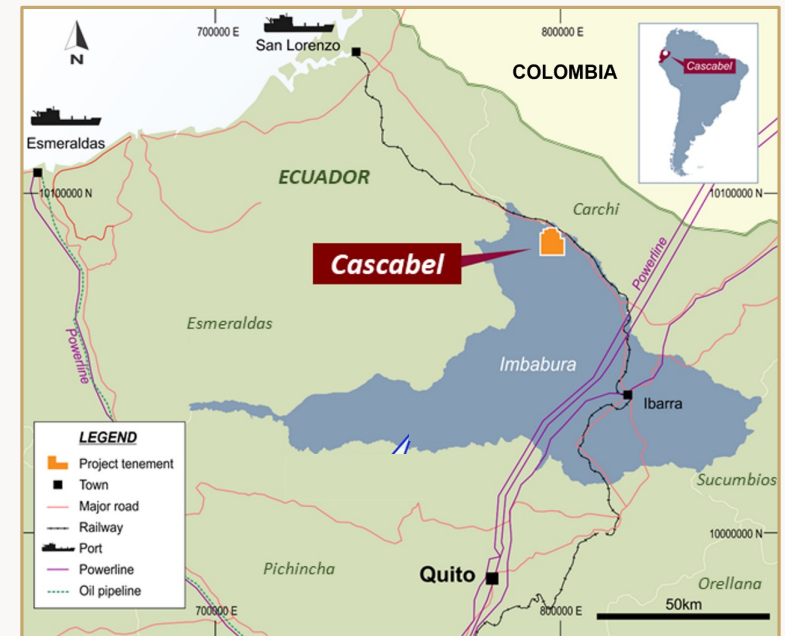 700000 E
800000 E
San Lorenzo
N
COLOMBIA
Cascabel
Esmeraldas
10100000 N
10100000 N
ECUADOR
Carchi
Cascabel
Powerline
Esmeraldas
Powerline
Imbabura
Ibarra
LEGEND
Project tenement
Town
Major road
Railway
Port
Powerline
Oil pipeline
Sucumbios
10000000 N
Pichincha
Quito
Orellana
700000 E
800000 E
50km